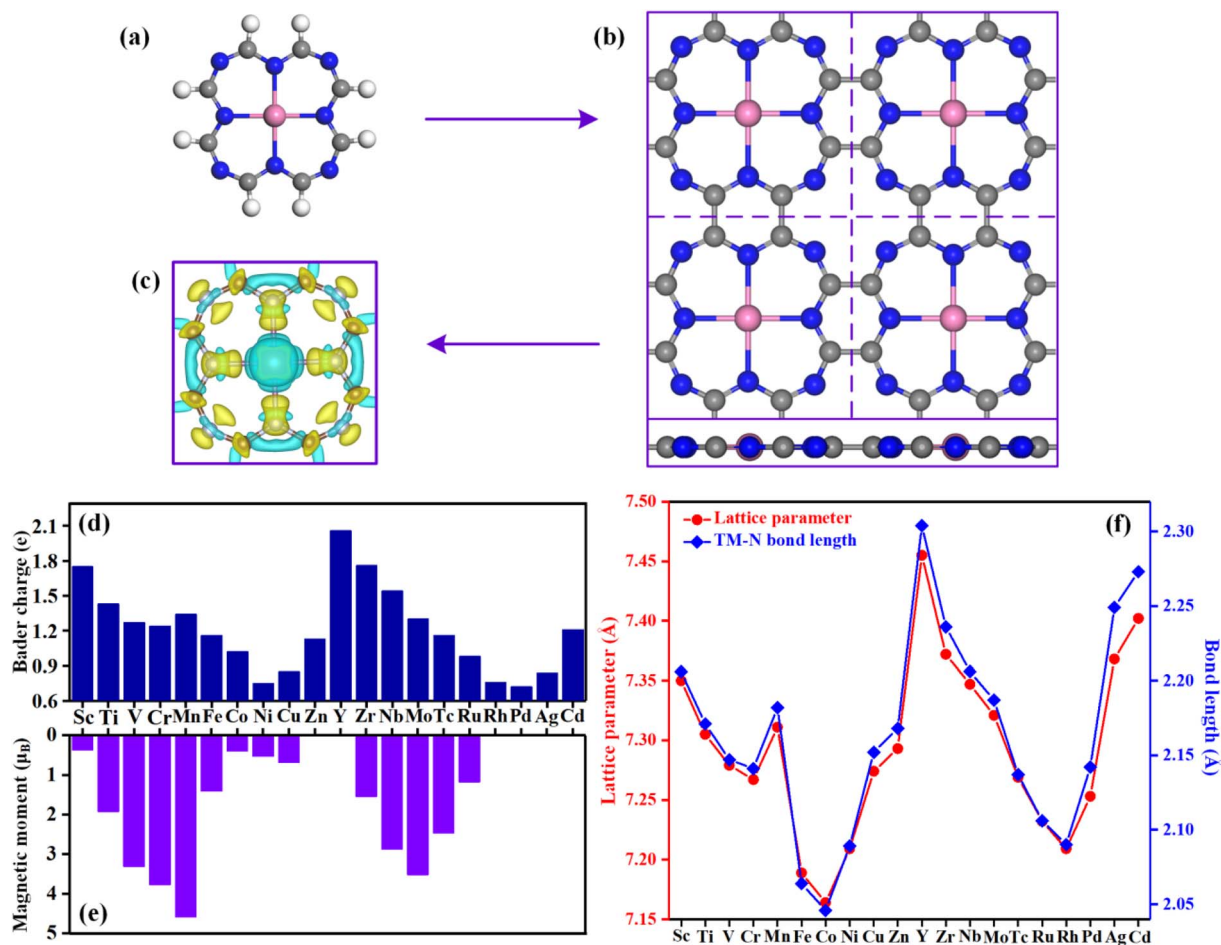 (a)
(b)
(c)
(d)
Bader charge (e)
2.1
1.8
1.5
1.2
0.9
0.6
Sc Ti V Cr Mn Fe Co Ni Cu Zn Y Zr Nb Mo Tc Ru Rh Pd Ag Cd
(e)
Magnetic moment (μB)
1
2
3
4
5
(f)
Lattice parameter
TM-N bond length
Lattice parameter (Å)
7.50
7.45
7.40
7.35
7.30
7.25
7.20
7.15
Bond length (Å)
2.30
2.25
2.20
2.15
2.10
2.05
Sc Ti V Cr Mn Fe Co Ni Cu Zn Y Zr Nb Mo Tc Ru Rh Pd Ag Cd